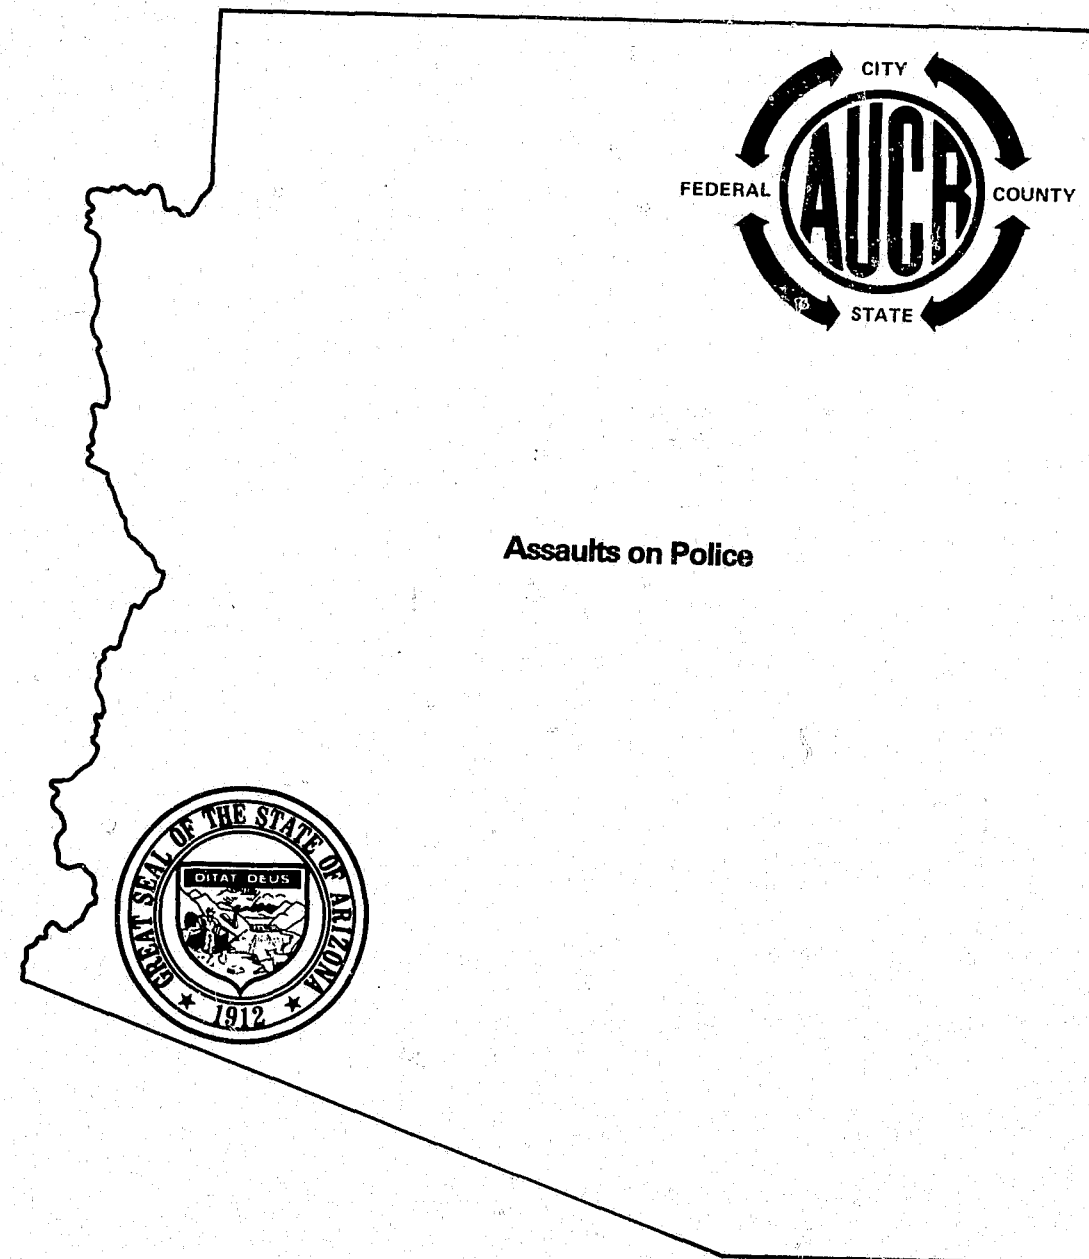 CITY
FEDERAL
AUCR
COUNTY
STATE
Assaults on Police
GREAT SEAL OF THE STATE OF ARIZONA
DITAT DEUS
1912